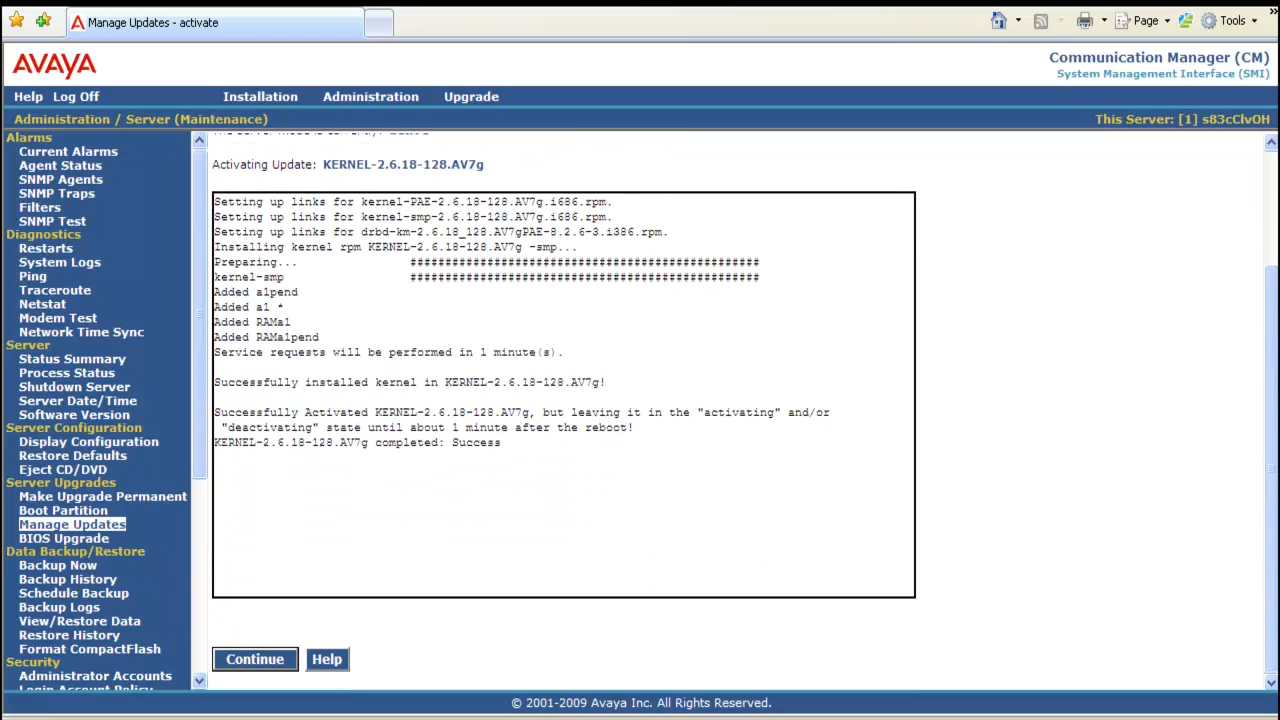 Manage Updates - activate
Page
Tools
AVAYA
Communication Manager (CM)
System Management Interface (SMI)
Help Log Off Installation Administration Upgrade
Administration / Server (Maintenance)
This Server: [1] s83cClvOH
Alarms
Current Alarms
Agent Status
SNMP Agents
SNMP Traps
Filters
SNMP Test
Diagnostics
Restarts
System Logs
Ping
Traceroute
Netstat
Modem Test
Network Time Sync
Server
Status Summary
Process Status
Shutdown Server
Server Date/Time
Software Version
Server Configuration
Display Configuration
Restore Defaults
Eject CD/DVD
Server Upgrades
Make Upgrade Permanent
Boot Partition
Manage Updates
BIOS Upgrade
Data Backup/Restore
Backup Now
Backup History
Schedule Backup
Backup Logs
View/Restore Data
Restore History
Format CompactFlash
Security
Administrator Accounts
Login Account Policy
Activating Update: KERNEL-2.6.18-128.AV7g
Setting up links for kernel-PAE-2.6.18-128.AV7g.i686.rpm.
Setting up links for kernel-smp-2.6.18-128.AV7g.i686.rpm.
Setting up links for drbd-km-2.6.18_128.AV7gPAE-8.2.6-3.i386.rpm.
Installing kernel rpm KERNEL-2.6.18-128.AV7g -smp...
Preparing... ##################################################
kernel-smp ##################################################
Added a1pend
Added a1 *
Added RAMa1
Added RAMa1pend
Service requests will be performed in 1 minute(s).
Successfully installed kernel in KERNEL-2.6.18-128.AV7g!
Successfully Activated KERNEL-2.6.18-128.AV7g, but leaving it in the "activating" and/or
"deactivating" state until about 1 minute after the reboot!
KERNEL-2.6.18-128.AV7g completed: Success
Continue Help
© 2001-2009 Avaya Inc. All Rights Reserved.